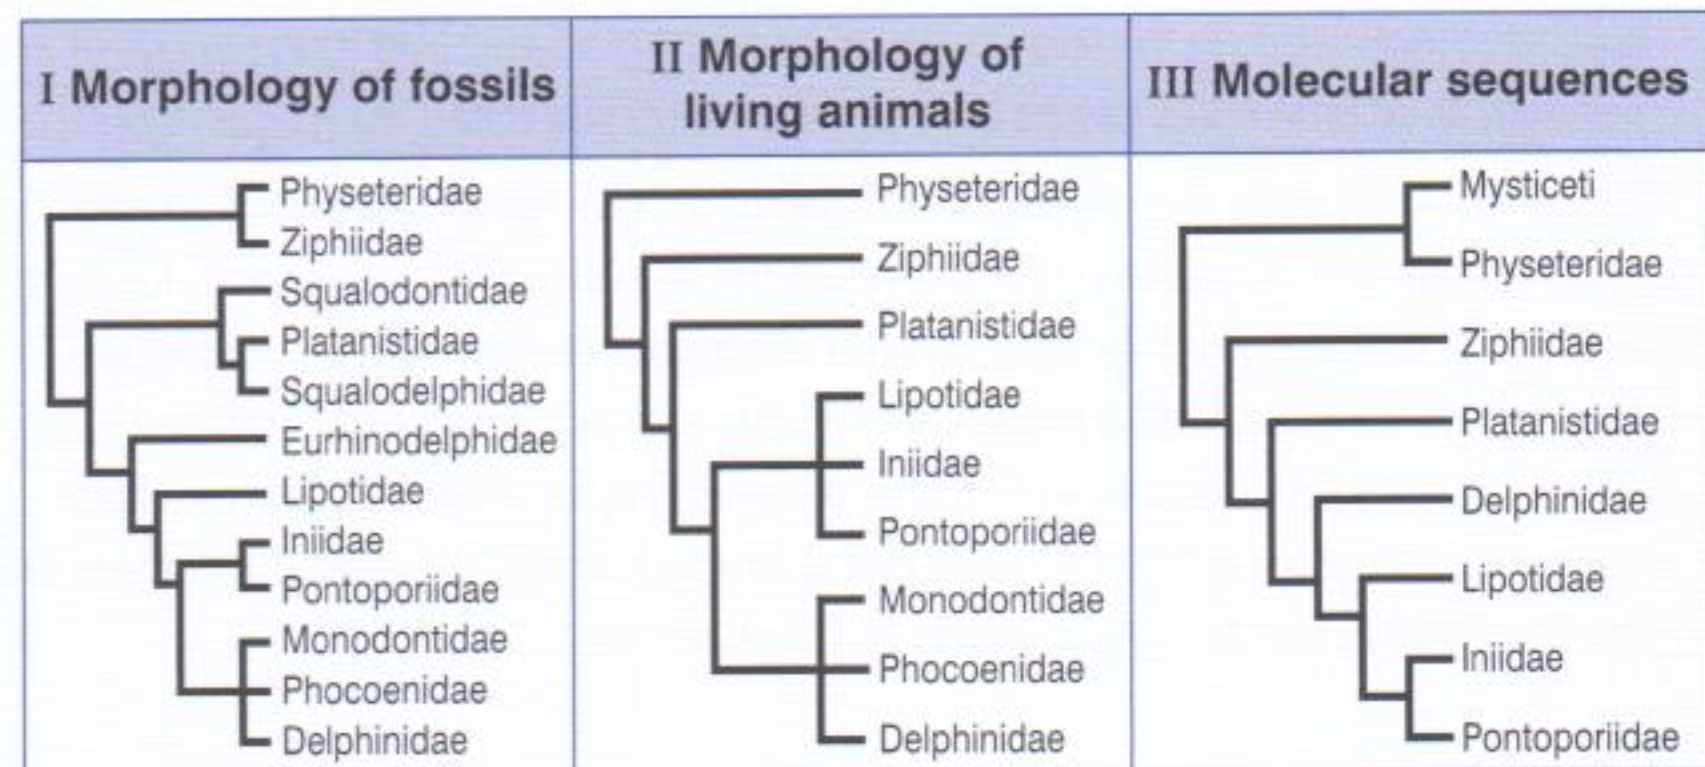 I Morphology of fossils
Physeteridae
Ziphiidae
Squalodontidae
Platanistidae
Squalodelphidae
Eurhinodelphidae
Lipotidae
Iniidae
Pontoporiidae
Monodontidae
Phocoenidae
Delphinidae
II Morphology of
living animals
Physeteridae
Ziphiidae
Platanistidae
Lipotidae
Iniidae
Pontoporiidae
Monodontidae
Phocoenidae
Delphinidae
III Molecular sequences
Mysticeti
Physeteridae
Ziphiidae
Platanistidae
Delphinidae
Lipotidae
Iniidae
Pontoporiidae